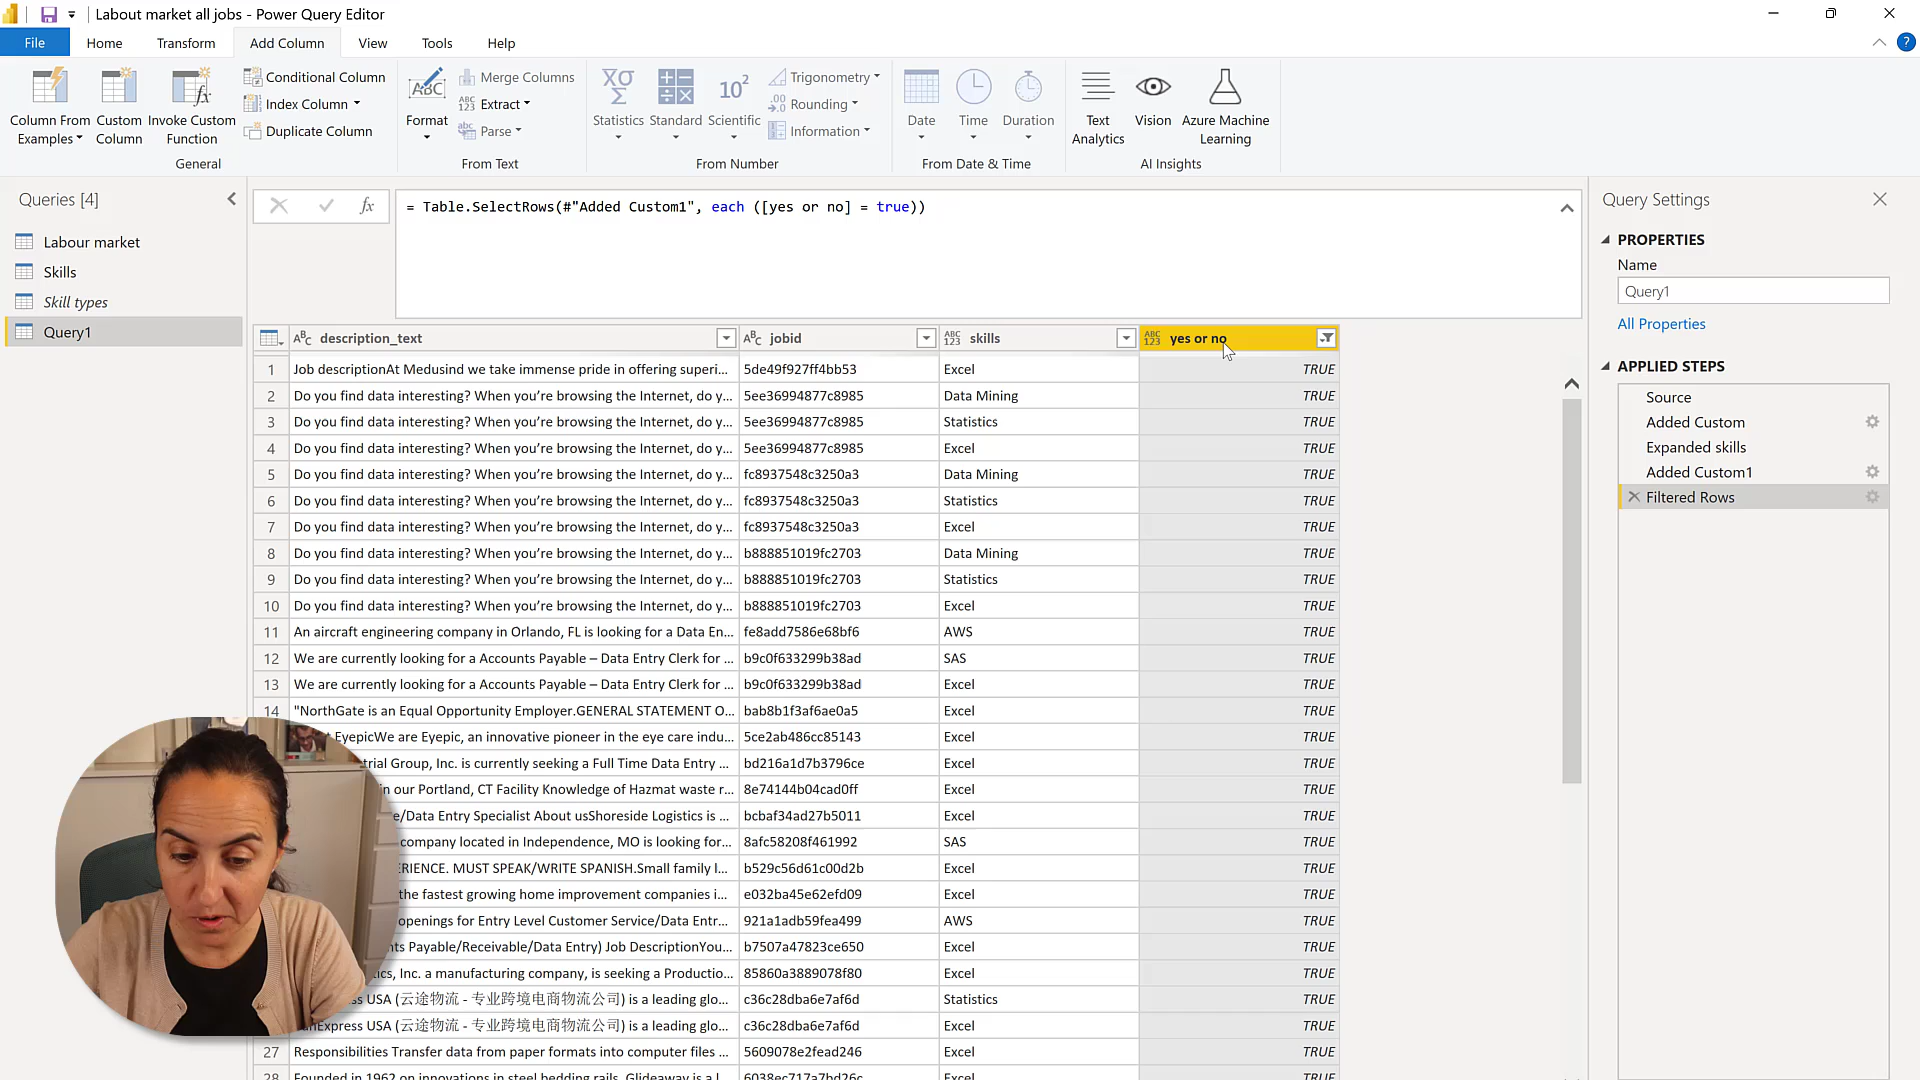 Labout market all jobs - Power Query Editor
File Home Transform Add Column View Tools Help
Column From Examples
Custom Column
Invoke Custom Function
Conditional Column
Index Column
Duplicate Column
General
Format
Merge Columns
Extract
Parse
From Text
Statistics
Standard
Scientific
Trigonometry
Rounding
Information
From Number
Date
Time
Duration
From Date & Time
Text Analytics
Vision
Azure Machine Learning
AI Insights
Queries [4]
Labour market
Skills
Skill types
Query1
= Table.SelectRows(#"Added Custom1", each ([yes or no] = true))
description_text jobid skills yes or no
1 Job descriptionAt Medusind we take immense pride in offering superi... 5de49f927ff4bb53 Excel TRUE
2 Do you find data interesting? When you’re browsing the Internet, do y... 5ee36994877c8985 Data Mining TRUE
3 Do you find data interesting? When you’re browsing the Internet, do y... 5ee36994877c8985 Statistics TRUE
4 Do you find data interesting? When you’re browsing the Internet, do y... 5ee36994877c8985 Excel TRUE
5 Do you find data interesting? When you’re browsing the Internet, do y... fc8937548c3250a3 Data Mining TRUE
6 Do you find data interesting? When you’re browsing the Internet, do y... fc8937548c3250a3 Statistics TRUE
7 Do you find data interesting? When you’re browsing the Internet, do y... fc8937548c3250a3 Excel TRUE
8 Do you find data interesting? When you’re browsing the Internet, do y... b888851019fc2703 Data Mining TRUE
9 Do you find data interesting? When you’re browsing the Internet, do y... b888851019fc2703 Statistics TRUE
10 Do you find data interesting? When you’re browsing the Internet, do y... b888851019fc2703 Excel TRUE
11 An aircraft engineering company in Orlando, FL is looking for a Data En... fe8add7586e68bf6 AWS TRUE
12 We are currently looking for a Accounts Payable – Data Entry Clerk for ... b9c0f633299b38ad SAS TRUE
13 We are currently looking for a Accounts Payable – Data Entry Clerk for ... b9c0f633299b38ad Excel TRUE
14 "NorthGate is an Equal Opportunity Employer.GENERAL STATEMENT O... bab8b1f3af6ae0a5 Excel TRUE
EyepicWe are Eyepic, an innovative pioneer in the eye care indu... 5ce2ab486cc85143 Excel TRUE
Group, Inc. is currently seeking a Full Time Data Entry ... bd216a1d7b3796ce Excel TRUE
in our Portland, CT Facility Knowledge of Hazmat waste r... 8e74144b04cad0ff Excel TRUE
e/Data Entry Specialist About usShoreside Logistics is ... bcbaf34ad27b5011 Excel TRUE
company located in Independence, MO is looking for... 8afc58208f461992 SAS TRUE
RIENCE. MUST SPEAK/WRITE SPANISH.Small family l... b529c56d61c00d2b Excel TRUE
the fastest growing home improvement companies i... e032ba45e62efd09 Excel TRUE
openings for Entry Level Customer Service/Data Entr... 921a1adb59fea499 AWS TRUE
ts Payable/Receivable/Data Entry) Job DescriptionYou... b7507a47823ce650 Excel TRUE
ics, Inc. a manufacturing company, is seeking a Productio... 85860a3889078f80 Excel TRUE
USA (云途物流 - 专业跨境电商物流公司) is a leading glo... c36c28dba6e7af6d Statistics TRUE
Express USA (云途物流 - 专业跨境电商物流公司) is a leading glo... c36c28dba6e7af6d Excel TRUE
27 Responsibilities Transfer data from paper formats into computer files ... 5609078e2fead246 Excel TRUE
28 Founded in 1962 on innovations in steel bedding rails, Glideaway is a l... 6038ec717a7bd26c Excel TRUE
Query Settings
PROPERTIES
Name
Query1
All Properties
APPLIED STEPS
Source
Added Custom
Expanded skills
Added Custom1
Filtered Rows